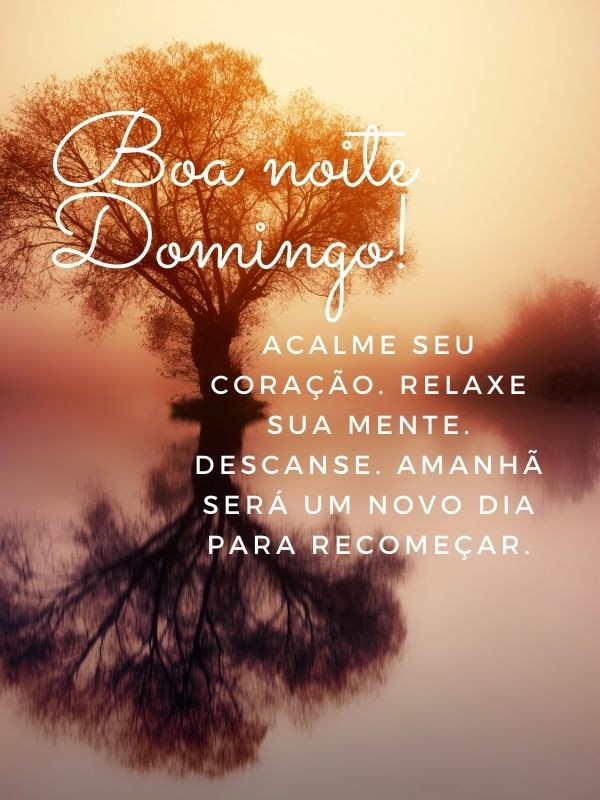 Boa noite
Domingo!
ACALME SEU
CORAÇÃO. RELAXE
SUA MENTE.
DESCANSE. AMANHÃ
SERÁ UM NOVO DIA
PARA RECOMEÇAR.